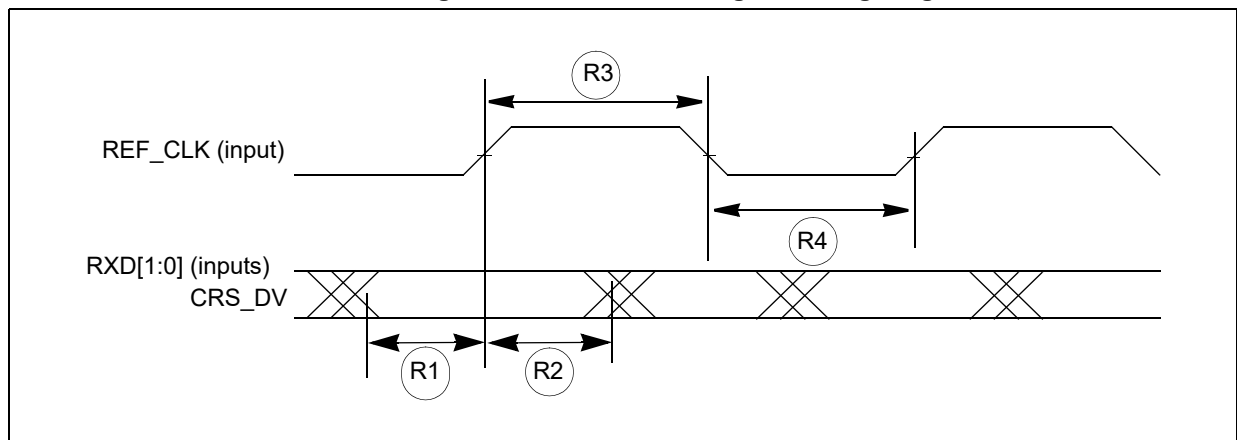 R3
REF_CLK (input)
R4
RXD[1:0] (inputs)
CRS_DV
R1
R2